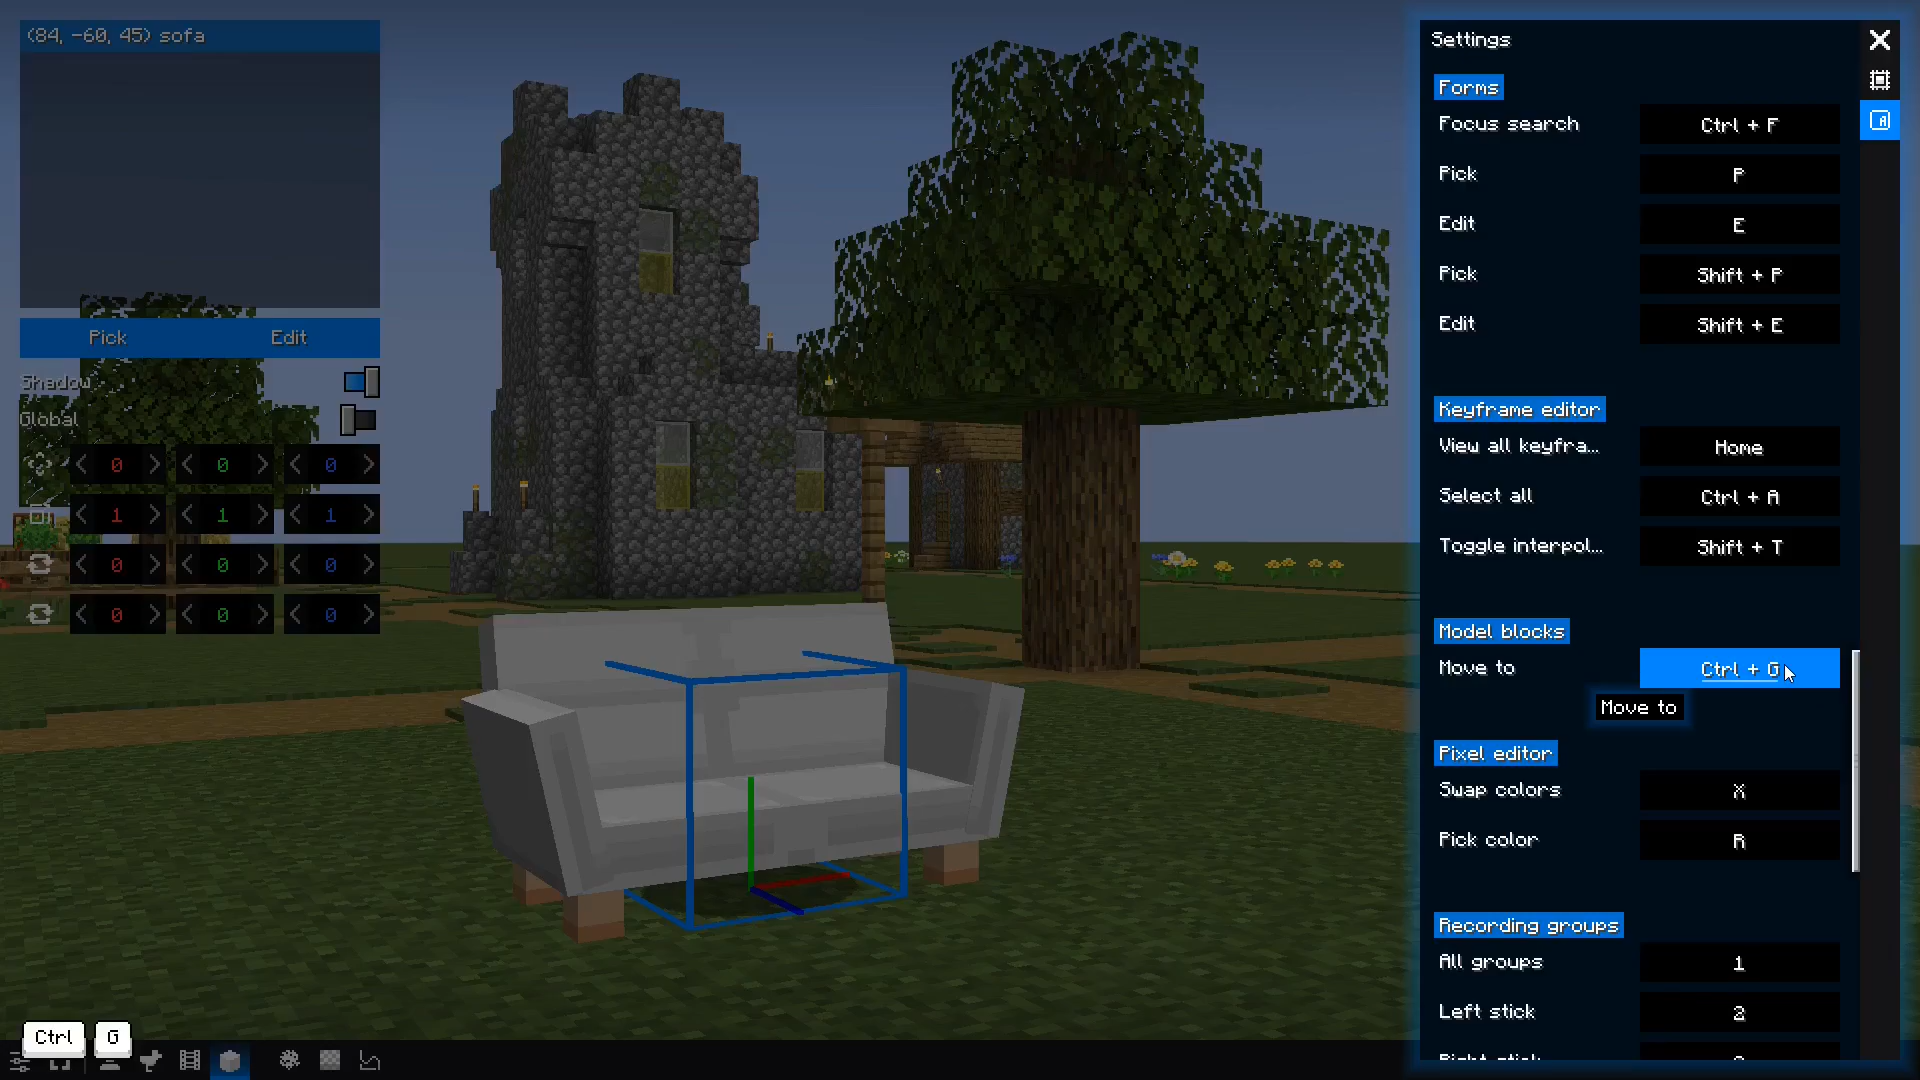 (84, -60, 45) sofa
Pick Edit
Shadow
Global
0 0 0
1 1 1
0 0 0
0 0 0
Ctrl G
Settings
Forms
Focus search Ctrl + F
Pick P
Edit E
Pick Shift + P
Edit Shift + E
Keyframe editor
View all keyfra... Home
Select all Ctrl + A
Toggle interpol... Shift + T
Model blocks
Move to Ctrl + G
Move to
Pixel editor
Swap colors X
Pick color R
Recording groups
All groups 1
Left stick 2
Right stick